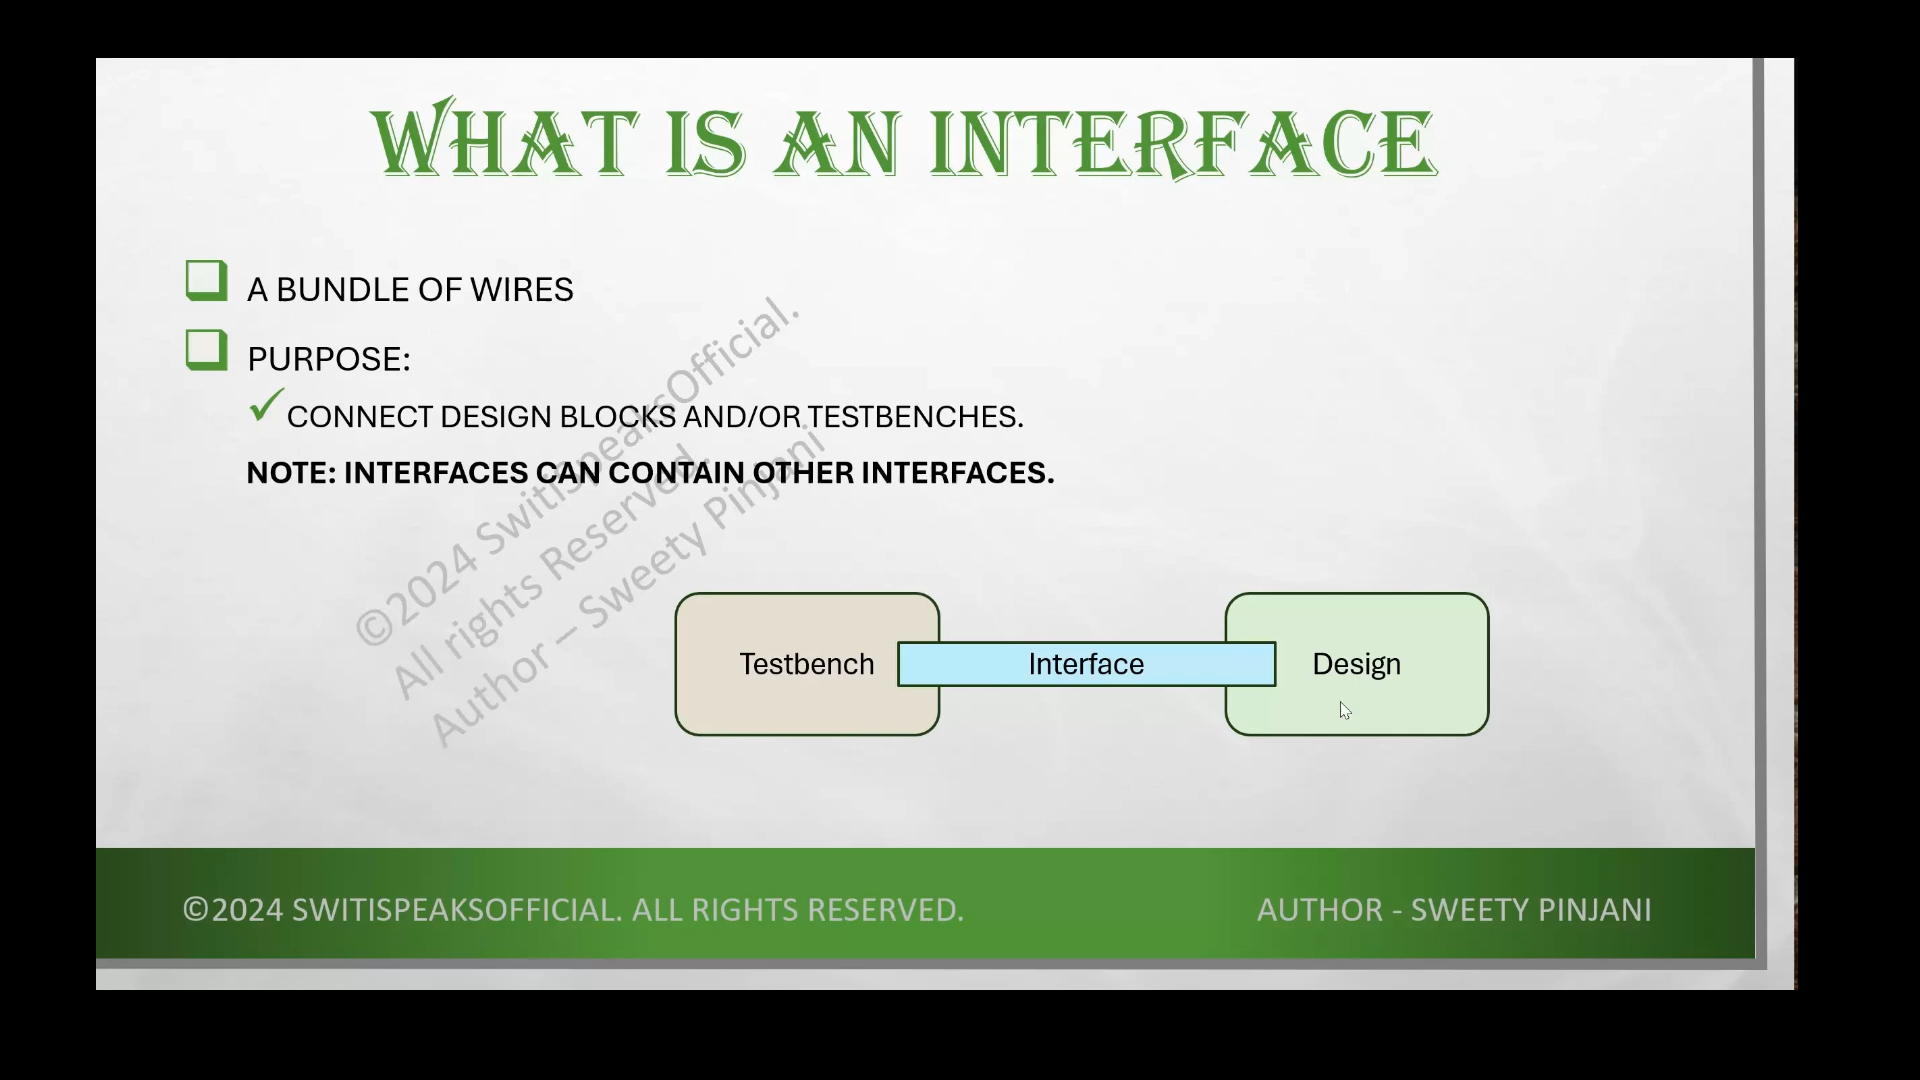 WHAT IS AN INTERFACE
A BUNDLE OF WIRES
PURPOSE:
CONNECT DESIGN BLOCKS AND/OR TESTBENCHES.
NOTE: INTERFACES CAN CONTAIN OTHER INTERFACES.
©2024 SwitispeaksOfficial.
All rights Reserved.
Author – Sweety Pinjani
Testbench
Interface
Design
©2024 SWITISPEAKSOFFICIAL. ALL RIGHTS RESERVED.
AUTHOR - SWEETY PINJANI